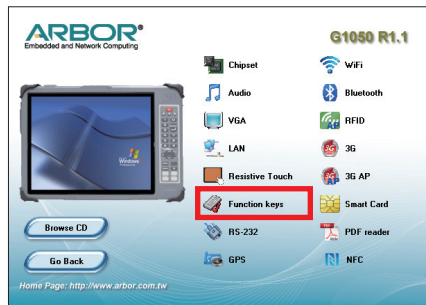 ARBOR®
Embedded and Network Computing
G1050 R1.1
Chipset
WiFi
Audio
Bluetooth
VGA
RFID
LAN
3G
Resistive Touch
3G AP
Function keys
Smart Card
RS-232
PDF reader
GPS
NFC
Windows
Browse CD
Go Back
Home Page: http://www.arbor.com.tw